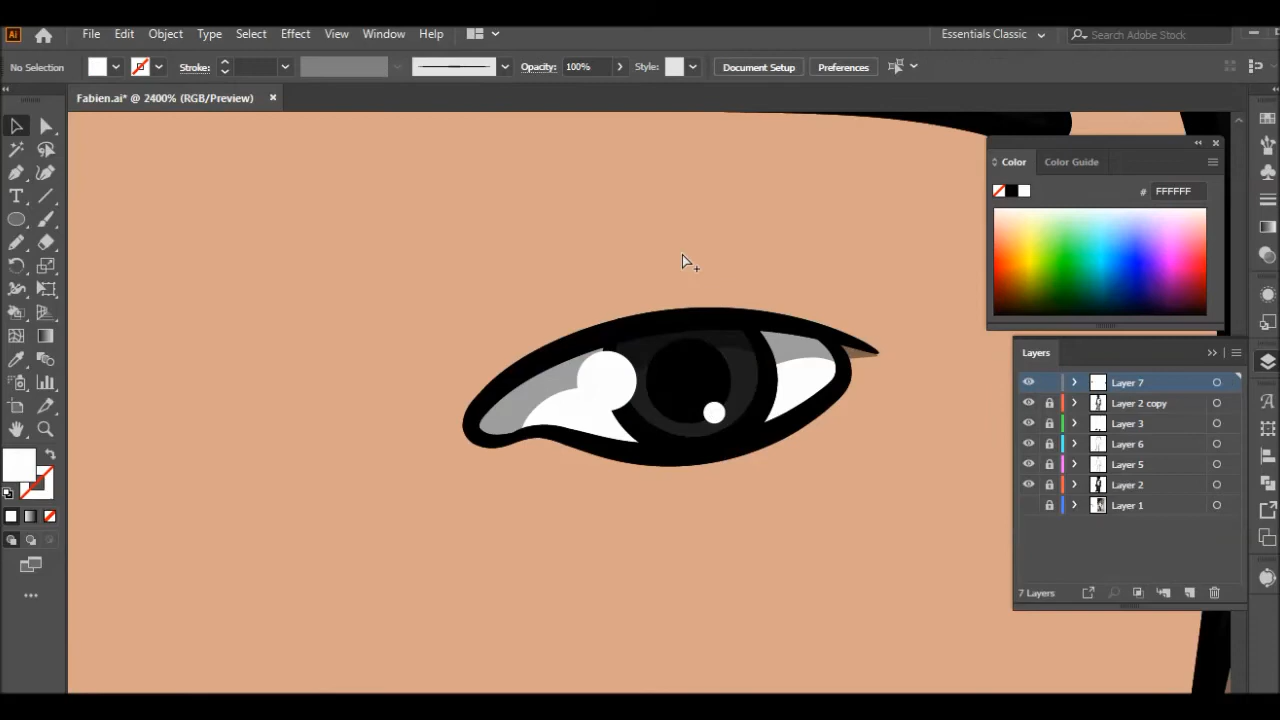 Ai File Edit Object Type Select Effect View Window Help Essentials Classic Search Adobe Stock
No Selection Stroke: Opacity: 100% Style: Document Setup Preferences
Fabien.ai* @ 2400% (RGB/Preview) ×
Color Color Guide
# FFFFFF
Layers
Layer 7
Layer 2 copy
Layer 3
Layer 6
Layer 5
Layer 2
Layer 1
7 Layers